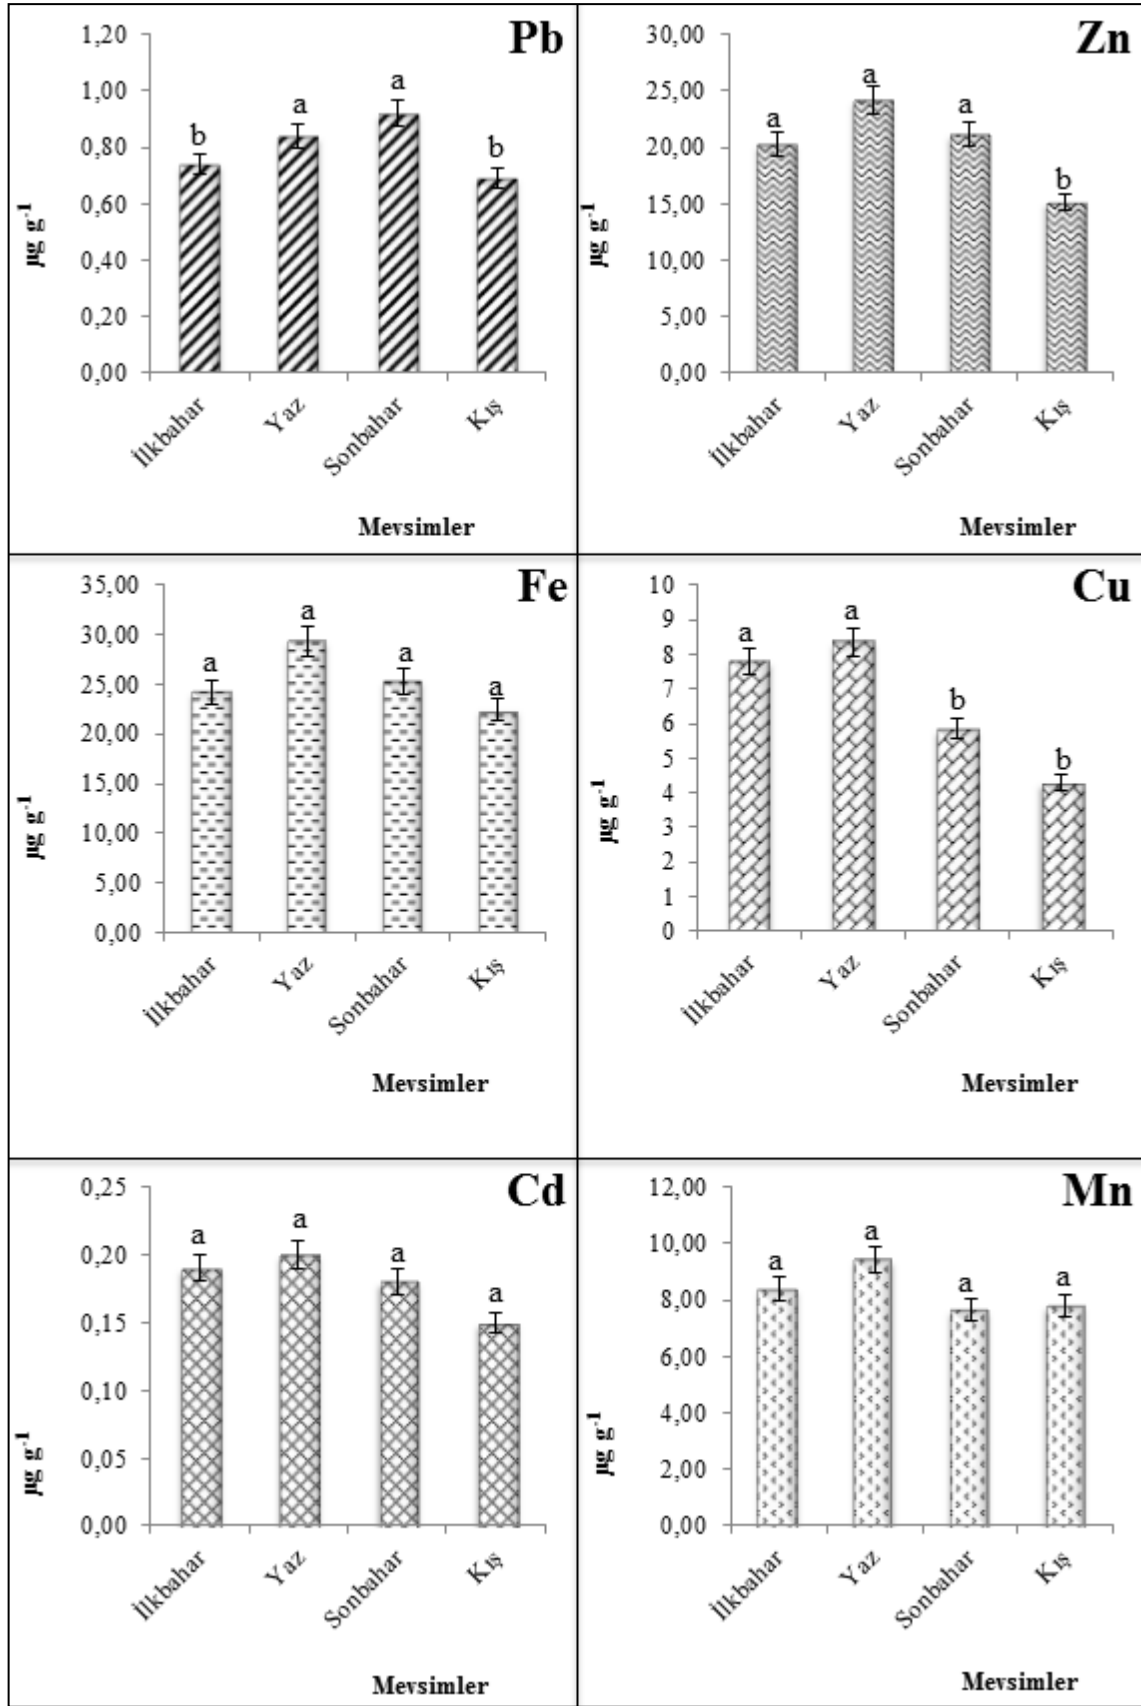 Pb
1,20
1,00
0,80
0,60
0,40
0,20
0,00
µg g-1
b
a
a
b
İlkbahar
Yaz
Sonbahar
Kış
Mevsimler
Zn
30,00
25,00
20,00
15,00
10,00
5,00
0,00
µg g-1
a
a
a
b
İlkbahar
Yaz
Sonbahar
Kış
Mevsimler
Fe
35,00
30,00
25,00
20,00
15,00
10,00
5,00
0,00
µg g-1
a
a
a
a
İlkbahar
Yaz
Sonbahar
Kış
Mevsimler
Cu
10
9
8
7
6
5
4
3
2
1
0
µg g-1
a
a
b
b
İlkbahar
Yaz
Sonbahar
Kış
Mevsimler
Cd
0,25
0,20
0,15
0,10
0,05
0,00
µg g-1
a
a
a
a
İlkbahar
Yaz
Sonbahar
Kış
Mevsimler
Mn
12,00
10,00
8,00
6,00
4,00
2,00
0,00
µg g-1
a
a
a
a
İlkbahar
Yaz
Sonbahar
Kış
Mevsimler